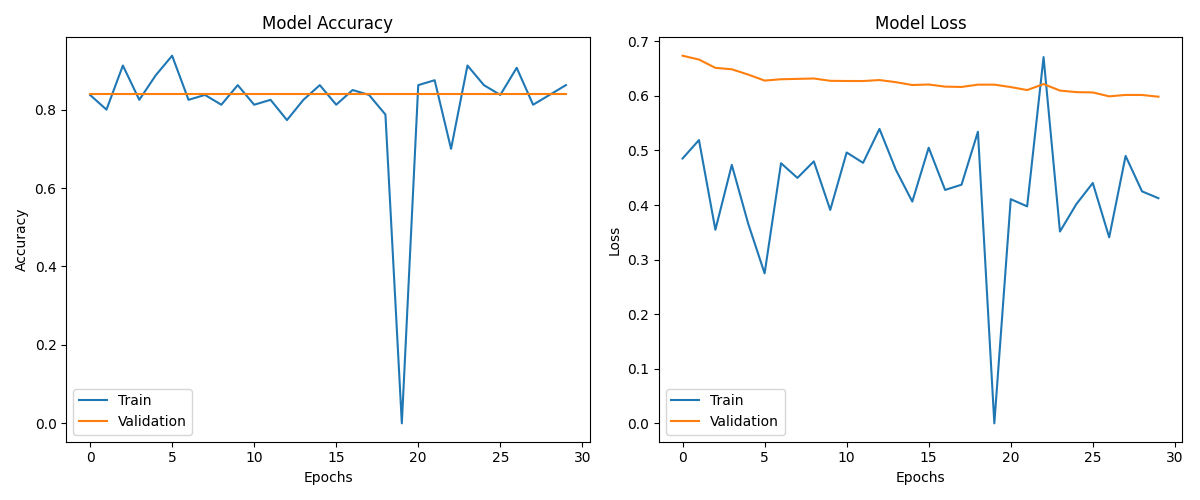 Model Accuracy
Accuracy
0.8
0.6
0.4
0.2
0.0
Train
Validation
0 5 10 15 20 25 30
Epochs
Model Loss
Loss
0.7
0.6
0.5
0.4
0.3
0.2
0.1
0.0
Train
Validation
0 5 10 15 20 25 30
Epochs